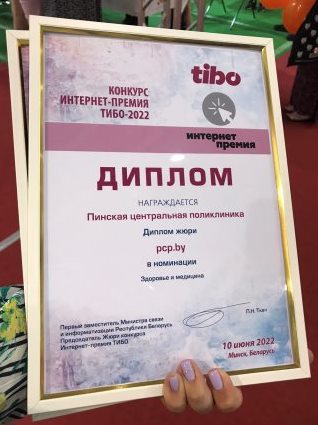 tibo
КОНКУРС
ИНТЕРНЕТ-ПРЕМИЯ
ТИБО-2022
интернет
премия
ДИПЛОМ
НАГРАЖДАЕТСЯ
Пинская центральная поликлиника
Диплом жюри
pcp.by
в номинации
Здоровье и медицина
Первый заместитель Министра связи
и информатизации Республики Беларусь
Председатель Жюри конкурса
Интернет-премия ТИБО
П.Н. Ткач
10 июня 2022
Минск, Беларусь